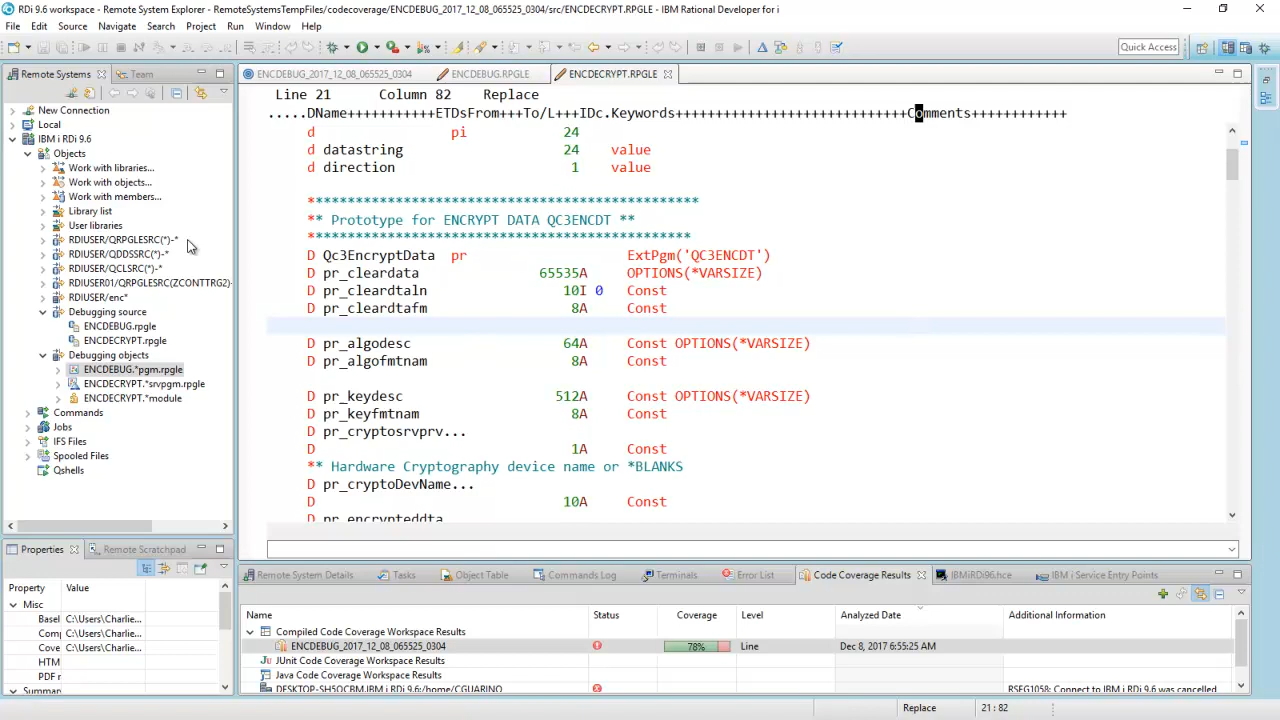 RDi 9.6 workspace - Remote System Explorer - RemoteSystemsTempFiles/codecoverage/ENCDEBUG_2017_12_08_065525_0304/src/ENCDECRYPT.RPGLE - IBM Rational Developer for i
File Edit Source Navigate Search Project Run Window Help
Quick Access
Remote Systems Team
New Connection
Local
IBM i RDi 9.6
Objects
Work with libraries...
Work with objects...
Work with members...
Library list
User libraries
RDIUSER/QRPGLESRC(*)-*
RDIUSER/QDDSSRC(*)-*
RDIUSER/QCLSRC(*)-*
RDIUSER01/QRPGLESRC(ZCONTTRG2)-
RDIUSER/enc*
Debugging source
ENCDEBUG.rpgle
ENCDECRYPT.rpgle
Debugging objects
ENCDEBUG.*pgm.rpgle
ENCDECRYPT.*srvpgm.rpgle
ENCDECRYPT.*module
Commands
Jobs
IFS Files
Spooled Files
Qshells
ENCDEBUG_2017_12_08_065525_0304 ENCDEBUG.RPGLE ENCDECRYPT.RPGLE
Line 21 Column 82 Replace
.....DName+++++++++++ETDsFrom+++To/L+++IDc.Keywords+++++++++++++++++++++++++++++Comments++++++++++++
d pi 24
d datastring 24 value
d direction 1 value
************************************************* 
** Prototype for ENCRYPT DATA QC3ENCDT **
************************************************
D Qc3EncryptData pr ExtPgm('QC3ENCDT')
D pr_cleardata 65535A OPTIONS(*VARSIZE)
D pr_cleardtaln 10I 0 Const
D pr_cleardtafm 8A Const
D pr_algodesc 64A Const OPTIONS(*VARSIZE)
D pr_algofmtnam 8A Const
D pr_keydesc 512A Const OPTIONS(*VARSIZE)
D pr_keyfmtnam 8A Const
D pr_cryptosrvprv...
D 1A Const
** Hardware Cryptography device name or *BLANKS
D pr_cryptoDevName...
D 10A Const
D pr_encrypteddta
Properties Remote Scratchpad
Property Value
Misc
Basel C:\Users\Charlie...
Com C:\Users\Charlie...
Cove C:\Users\Charlie...
HTM
PDF r
Summar
Remote System Details Tasks Object Table Commands Log Terminals Error List Code Coverage Results IBMiRDi96.hce IBM i Service Entry Points
Name Status Coverage Level Analyzed Date Additional Information
Compiled Code Coverage Workspace Results
ENCDEBUG_2017_12_08_065525_0304 78% Line Dec 8, 2017 6:55:25 AM
Ju JUnit Code Coverage Workspace Results
Java Code Coverage Workspace Results
DESKTOP-SH5OCBM.IBM i RDi 9.6:/home/CGUARINO RSEG1058: Connect to IBM i RDi 9.6 was cancelled
Replace 21 : 82